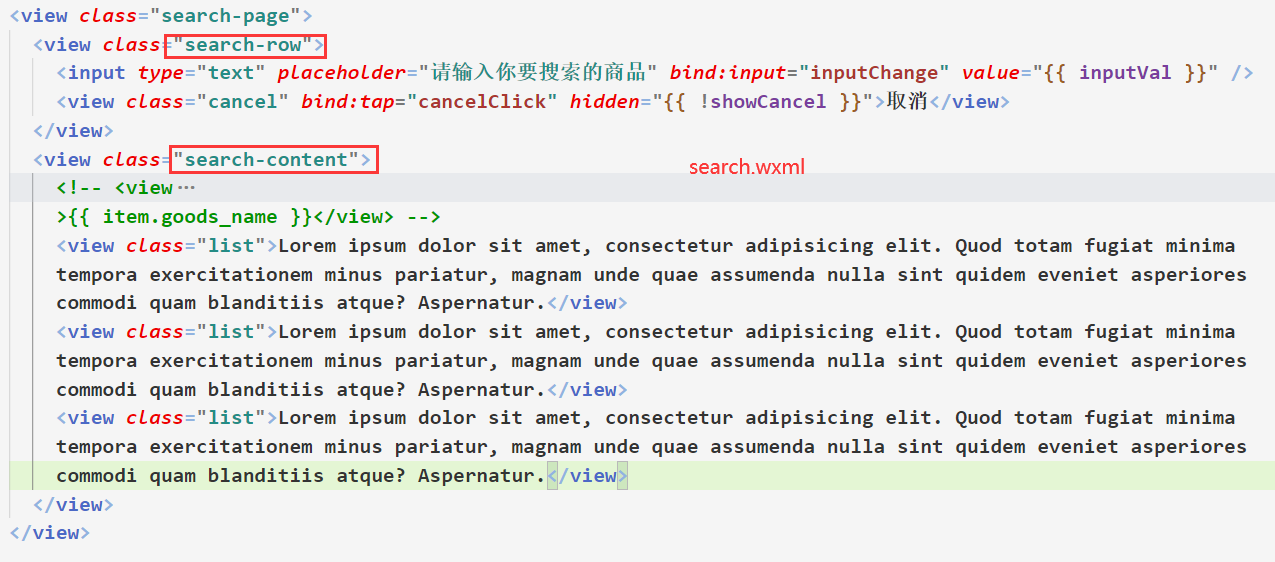 <view class="search-page">
<view class="search-row">
<input type="text" placeholder="请输入你要搜索的商品" bind:input="inputChange" value="{{ inputVal }}" />
<view class="cancel" bind:tap="cancelClick" hidden="{{ !showCancel }}">取消</view>
</view>
<view class="search-content">
search.wxml
<!-- <view…
>{{ item.goods_name }}</view> -->
<view class="list">Lorem ipsum dolor sit amet, consectetur adipisicing elit. Quod totam fugiat minima
tempora exercitationem minus pariatur, magnam unde quae assumenda nulla sint quidem eveniet asperiores
commodi quam blanditiis atque? Aspernatur.</view>
<view class="list">Lorem ipsum dolor sit amet, consectetur adipisicing elit. Quod totam fugiat minima
tempora exercitationem minus pariatur, magnam unde quae assumenda nulla sint quidem eveniet asperiores
commodi quam blanditiis atque? Aspernatur.</view>
<view class="list">Lorem ipsum dolor sit amet, consectetur adipisicing elit. Quod totam fugiat minima
tempora exercitationem minus pariatur, magnam unde quae assumenda nulla sint quidem eveniet asperiores
commodi quam blanditiis atque? Aspernatur.</view>
</view>
</view>